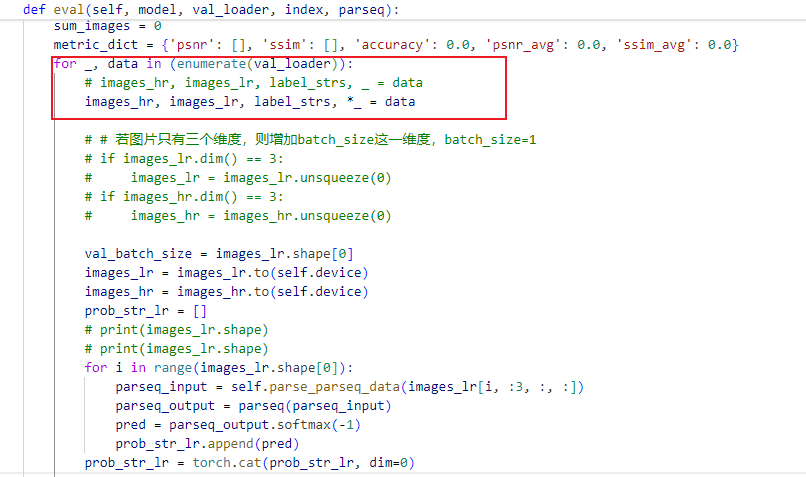 def eval(self, model, val_loader, index, parseq):
sum_images = 0
metric_dict = {'psnr': [], 'ssim': [], 'accuracy': 0.0, 'psnr_avg': 0.0, 'ssim_avg': 0.0}
for _, data in (enumerate(val_loader)):
# images_hr, images_lr, label_strs, _ = data
images_hr, images_lr, label_strs, *_ = data
# # 若图片只有三个维度，则增加batch_size这一维度，batch_size=1
# if images_lr.dim() == 3:
#     images_lr = images_lr.unsqueeze(0)
# if images_hr.dim() == 3:
#     images_hr = images_hr.unsqueeze(0)
val_batch_size = images_lr.shape[0]
images_lr = images_lr.to(self.device)
images_hr = images_hr.to(self.device)
prob_str_lr = []
# print(images_lr.shape)
# print(images_lr.shape)
for i in range(images_lr.shape[0]):
parseq_input = self.parse_parseq_data(images_lr[i, :3, :, :])
parseq_output = parseq(parseq_input)
pred = parseq_output.softmax(-1)
prob_str_lr.append(pred)
prob_str_lr = torch.cat(prob_str_lr, dim=0)